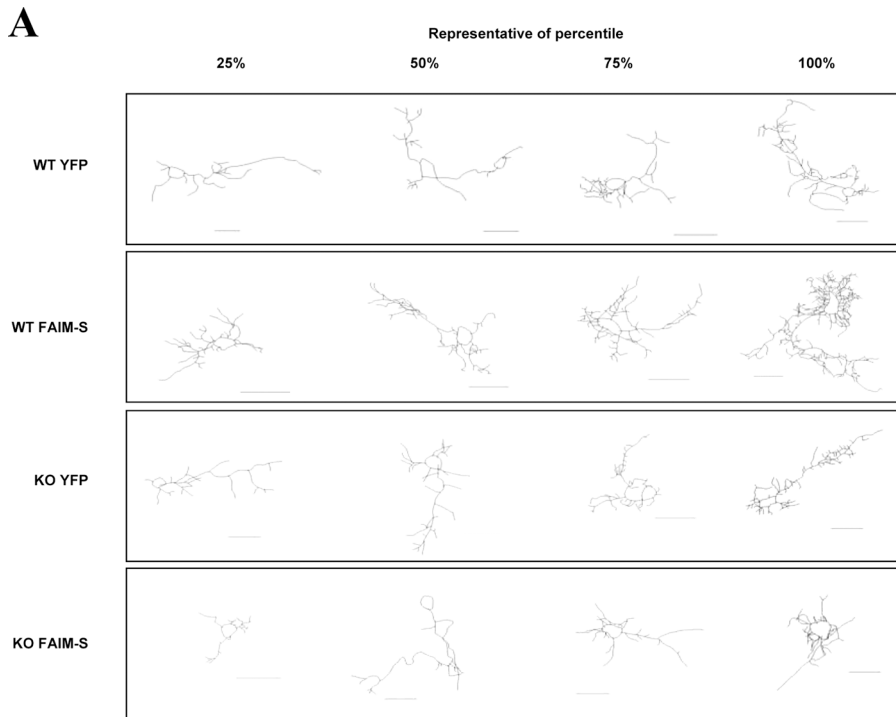 A
Representative of percentile
25% 50% 75% 100%
WT YFP
WT FAIM-S
KO YFP
KO FAIM-S